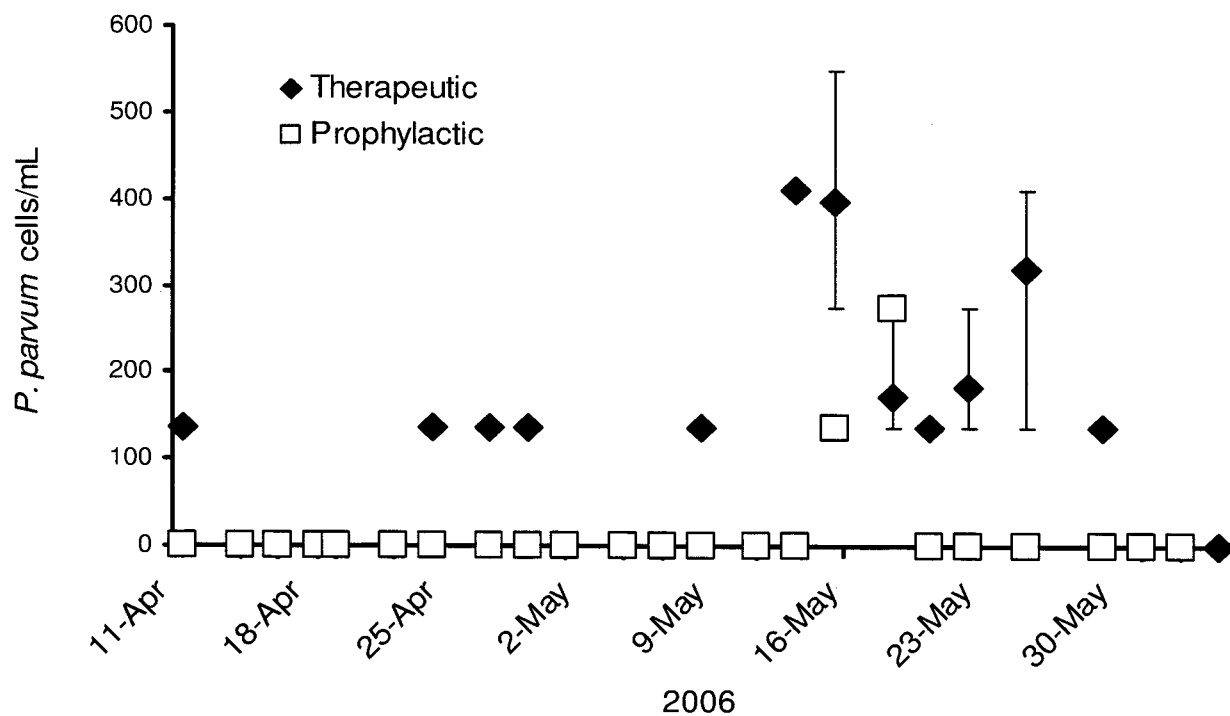 600
500
400
300
200
100
0
P. parvum cells/mL
Therapeutic
Prophylactic
11-Apr
18-Apr
25-Apr
2-May
9-May
16-May
23-May
30-May
2006